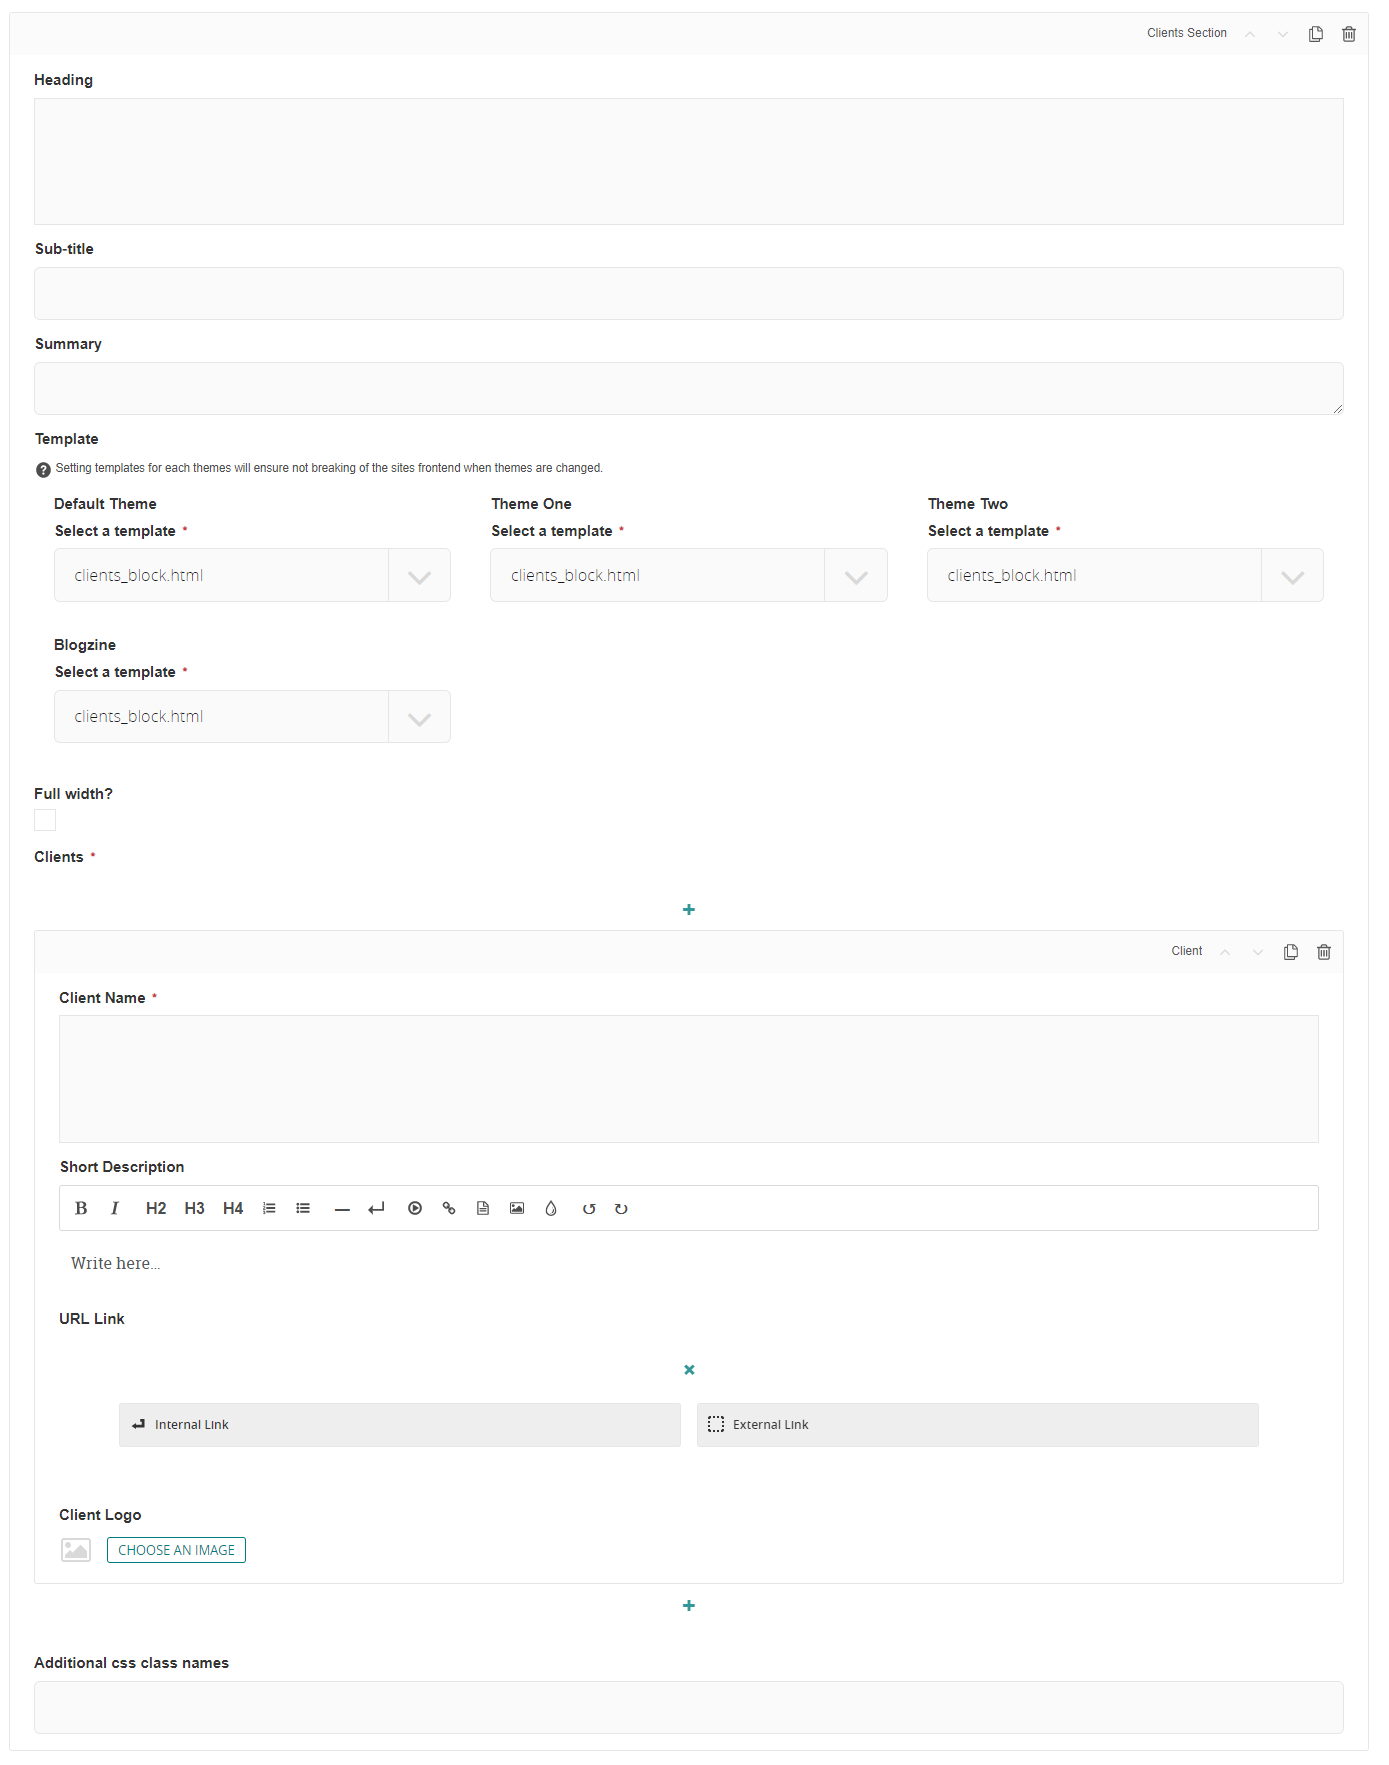 Clients Section
Heading
Sub-title
Summary
Template
Setting templates for each themes will ensure not breaking of the sites frontend when themes are changed.
Default Theme
Theme One
Theme Two
Select a template *
Select a template *
Select a template *
clients_block.html
clients_block.html
clients_block.html
Blogzine
Select a template *
clients_block.html
Full width?
Clients *
Client
Client Name *
Short Description
B I H2 H3 H4
Write here...
URL Link
Internal Link
External Link
Client Logo
CHOOSE AN IMAGE
Additional css class names